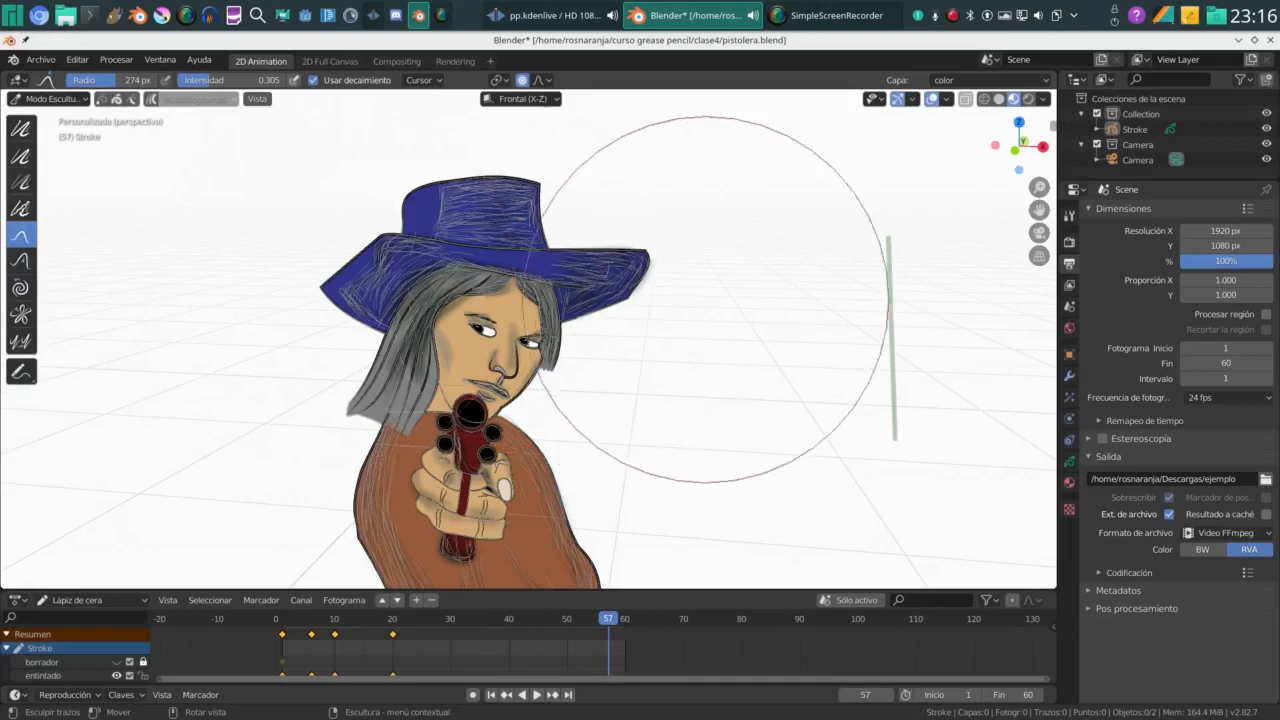 pp.kdenlive / HD 108...
Blender* [/home/ros...
SimpleScreenRecorder
23:16
Blender* [/home/rosnaranja/curso grease pencil/clase4/pistolera.blend]
Archivo Editar Procesar Ventana Ayuda
2D Animation 2D Full Canvas Compositing Rendering
Scene View Layer
Radio 274 px Intensidad 0.305 Usar decaimiento Cursor
Capa: color
Modo Escultu... Vista Frontal (X-Z)
Personalizada (perspectiva)
(57) Stroke
Z
Y
X
Colecciones de la escena
Collection
Stroke
Camera
Camera
Scene
Dimensiones
Resolución X 1920 px
Y 1080 px
% 100%
Proporción X 1.000
Y 1.000
Procesar región
Recortar la región
Fotograma Inicio 1
Fin 60
Intervalo 1
Frecuencia de fotogr.. 24 fps
Remapeo de tiempo
Estereoscopía
Salida
/home/rosnaranja/Descargas/ejemplo
Sobrescribir Marcador de pos...
Ext. de archivo Resultado a caché
Formato de archivo Video FFmpeg
Color BW RVA
Codificación
Metadatos
Pos procesamiento
Lápiz de cera Vista Seleccionar Marcador Canal Fotograma Sólo activo
-20 -10 0 10 20 30 40 50 57 60 70 80 90 100 110 120 130
Resumen
Stroke
borrador
entintado
Reproducción Claves Vista Marcador 57 Inicio 1 Fin 60
Esculpir trazos Mover Rotar vista Escultura - menú contextual
Stroke | Capas:0 | Fotogr:0 | Trazos:0 | Puntos:0 | Objetos:0/2 | Mem: 164.4 MiB | v2.82.7